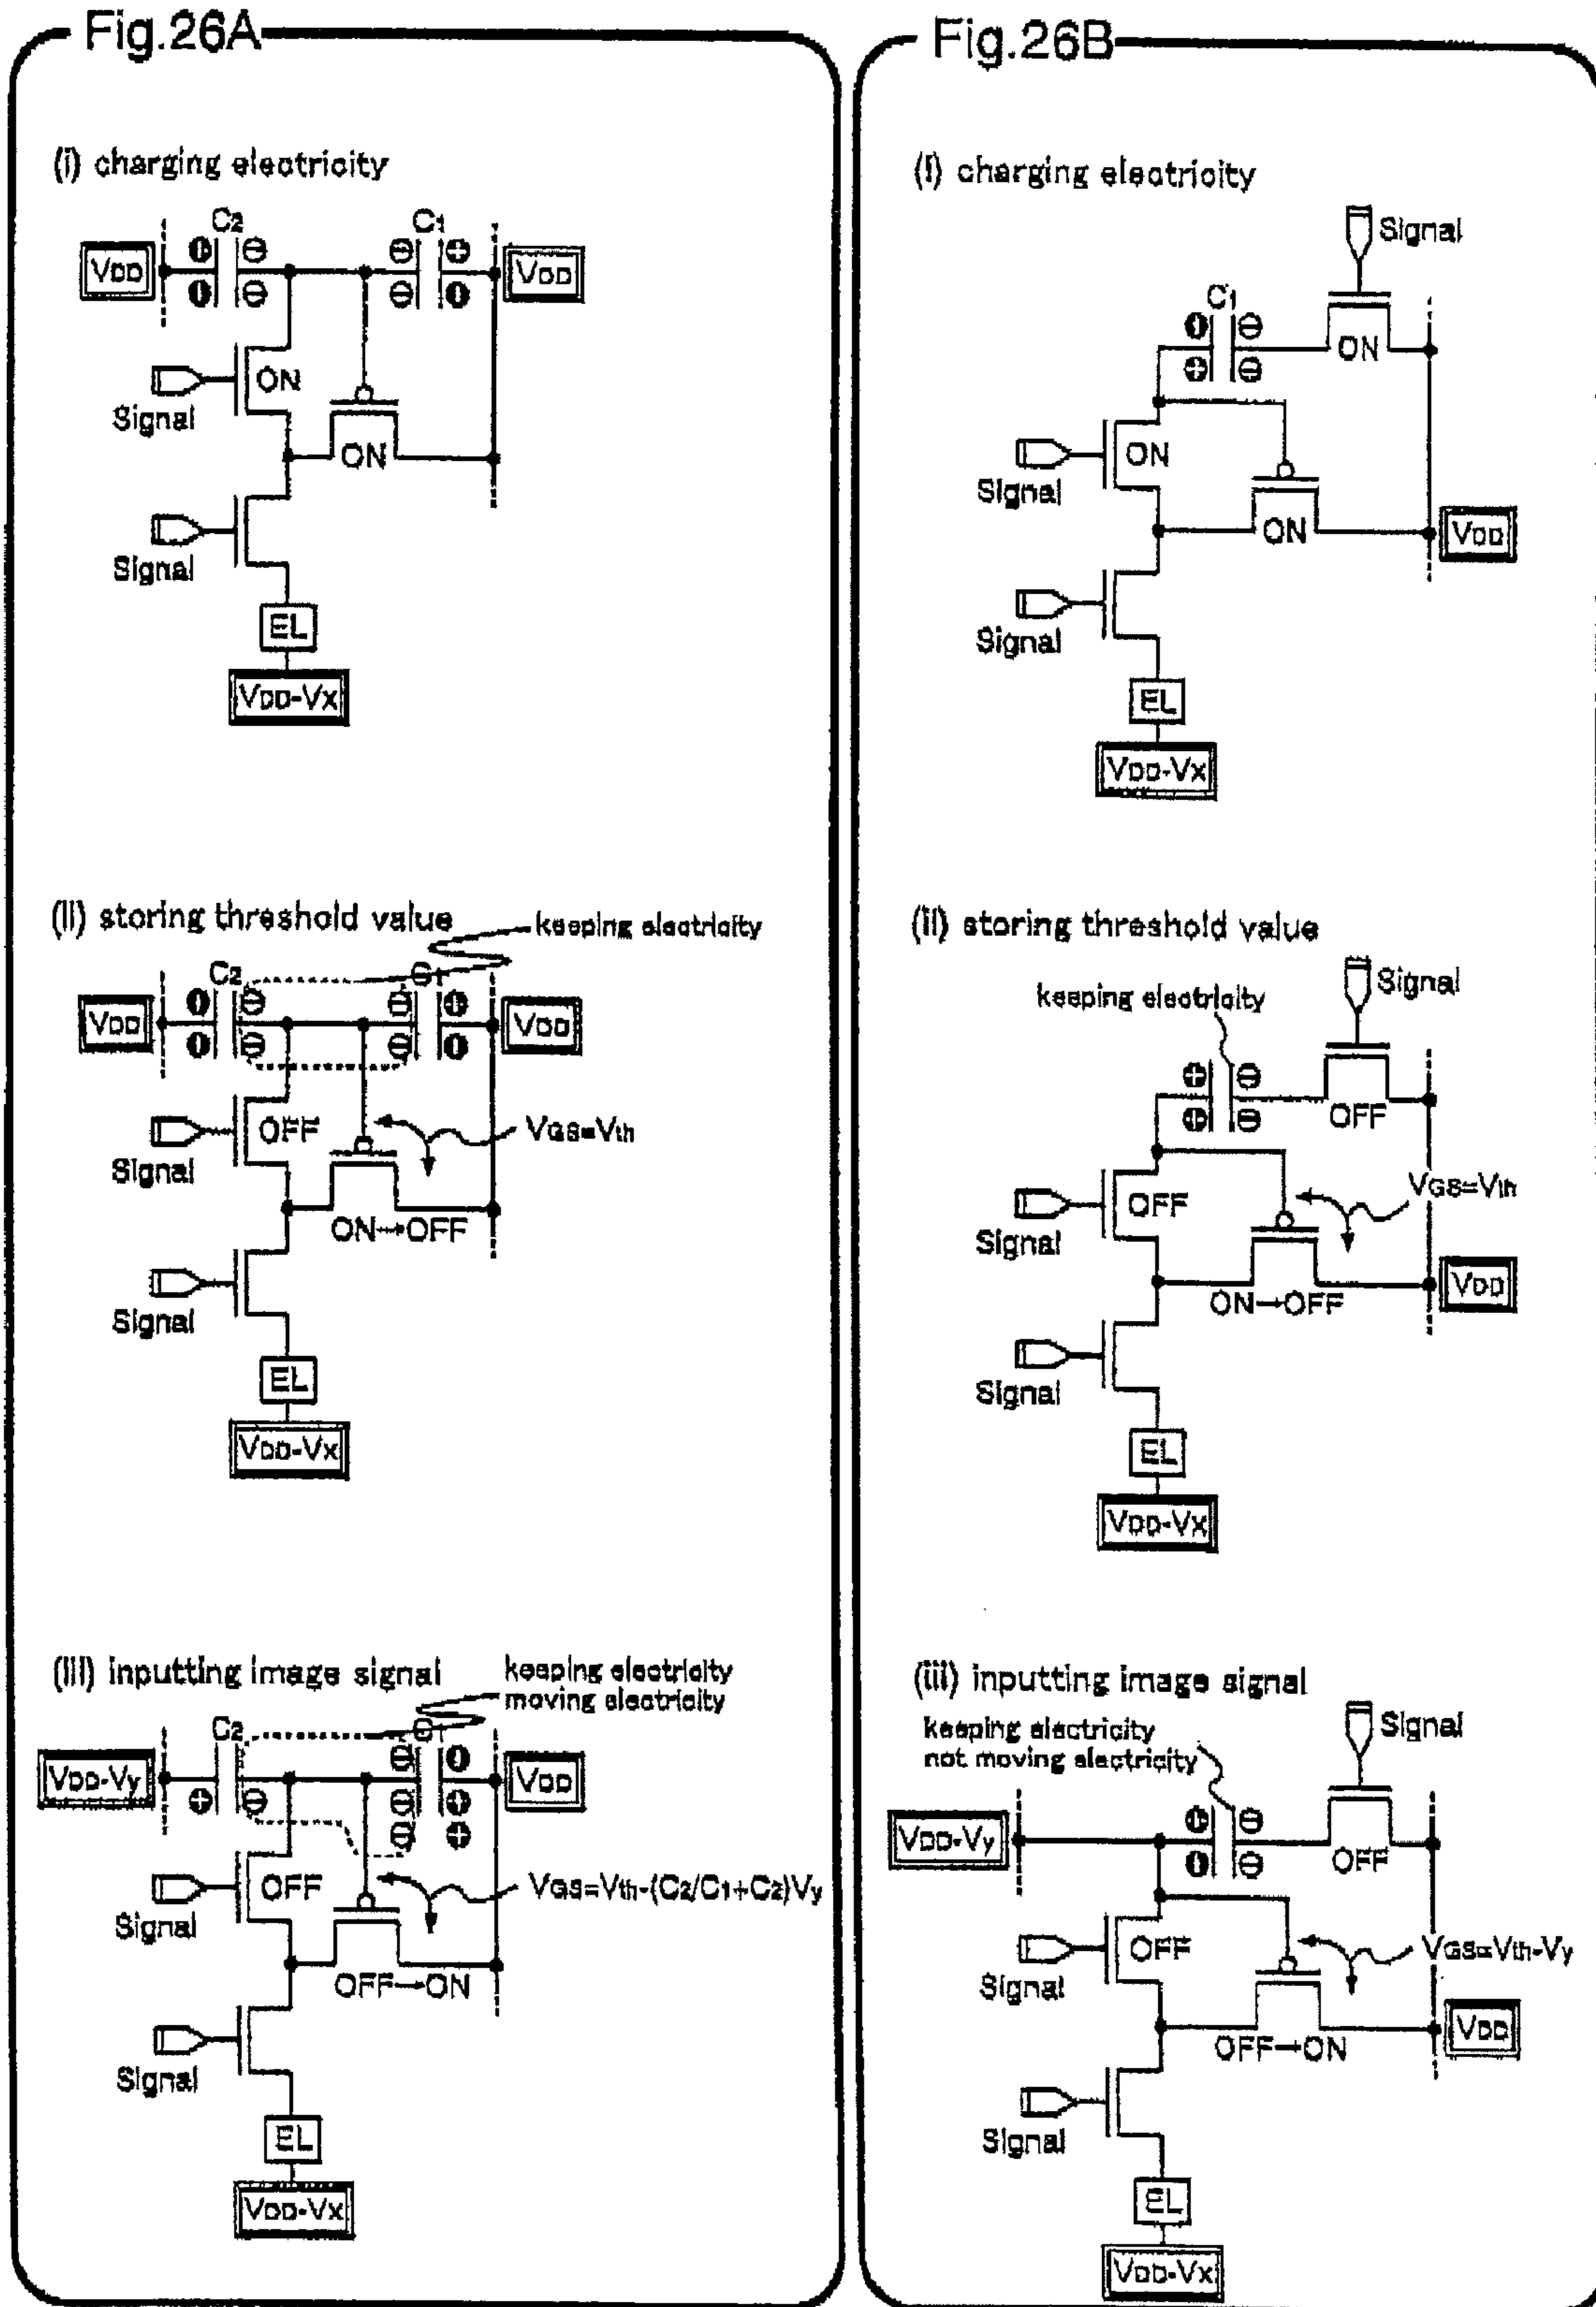 Fig.26A
(i) charging electricity
C2
C1
VDD
VDD
ON
Signal
ON
Signal
EL
VDD-VX
(ii) storing threshold value
keeping electricity
C2
C1
VDD
VDD
OFF
VGS=Vth
Signal
ON→OFF
Signal
EL
VDD-VX
(iii) inputting image signal
keeping electricity
moving electricity
C2
C1
VDD-Vy
VDD
OFF
VGS=Vth-(C2/C1+C2)Vy
Signal
OFF→ON
Signal
EL
VDD-VX
Fig.26B
(i) charging electricity
Signal
C1
ON
ON
Signal
ON
VDD
Signal
EL
VDD-VX
(ii) storing threshold value
Signal
keeping electricity
OFF
VGS=Vth
OFF
Signal
ON→OFF
VDD
Signal
EL
VDD-VX
(iii) inputting image signal
Signal
keeping electricity
not moving electricity
VDD-Vy
OFF
OFF
VGS=Vth-Vy
Signal
OFF→ON
VDD
Signal
EL
VDD-VX